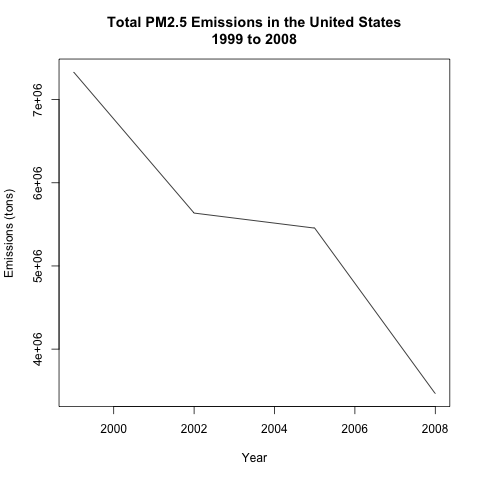 Total PM2.5 Emissions in the United States
1999 to 2008
Emissions (tons)
7e+06
6e+06
5e+06
4e+06
2000 2002 2004 2006 2008
Year